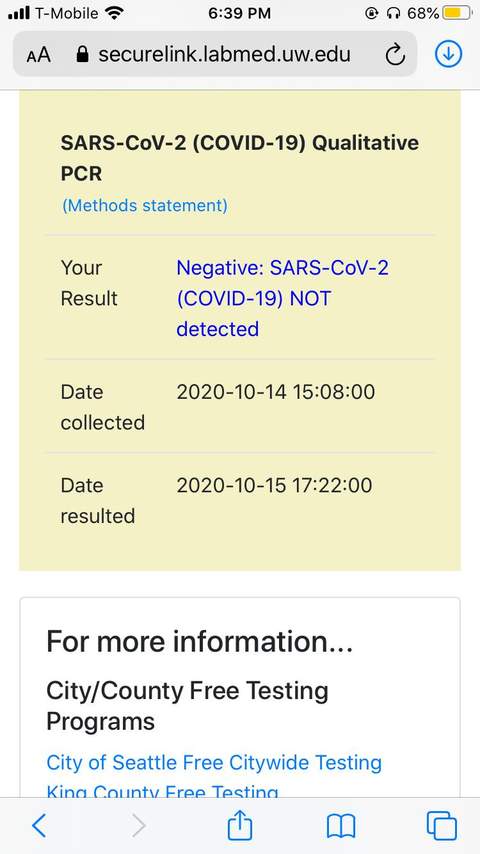 T-Mobile 6:39 PM 68%
AA securelink.labmed.uw.edu
SARS-CoV-2 (COVID-19) Qualitative
PCR
(Methods statement)
Your Negative: SARS-CoV-2
Result (COVID-19) NOT
detected
Date 2020-10-14 15:08:00
collected
Date 2020-10-15 17:22:00
resulted
For more information...
City/County Free Testing
Programs
City of Seattle Free Citywide Testing
King County Free Testing